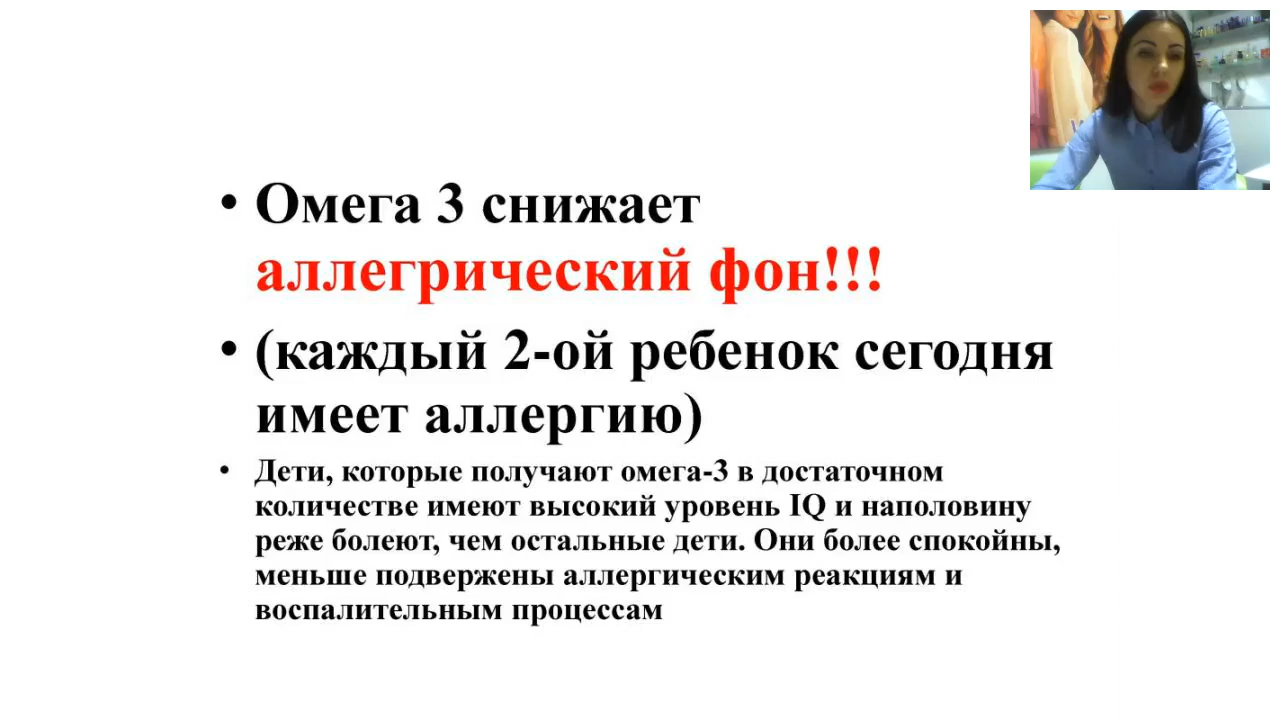 • Омега 3 снижает
аллегрический фон!!!
• (каждый 2-ой ребенок сегодня
имеет аллергию)
• Дети, которые получают омега-3 в достаточном
количестве имеют высокий уровень IQ и наполовину
реже болеют, чем остальные дети. Они более спокойны,
меньше подвержены аллергическим реакциям и
воспалительным процессам